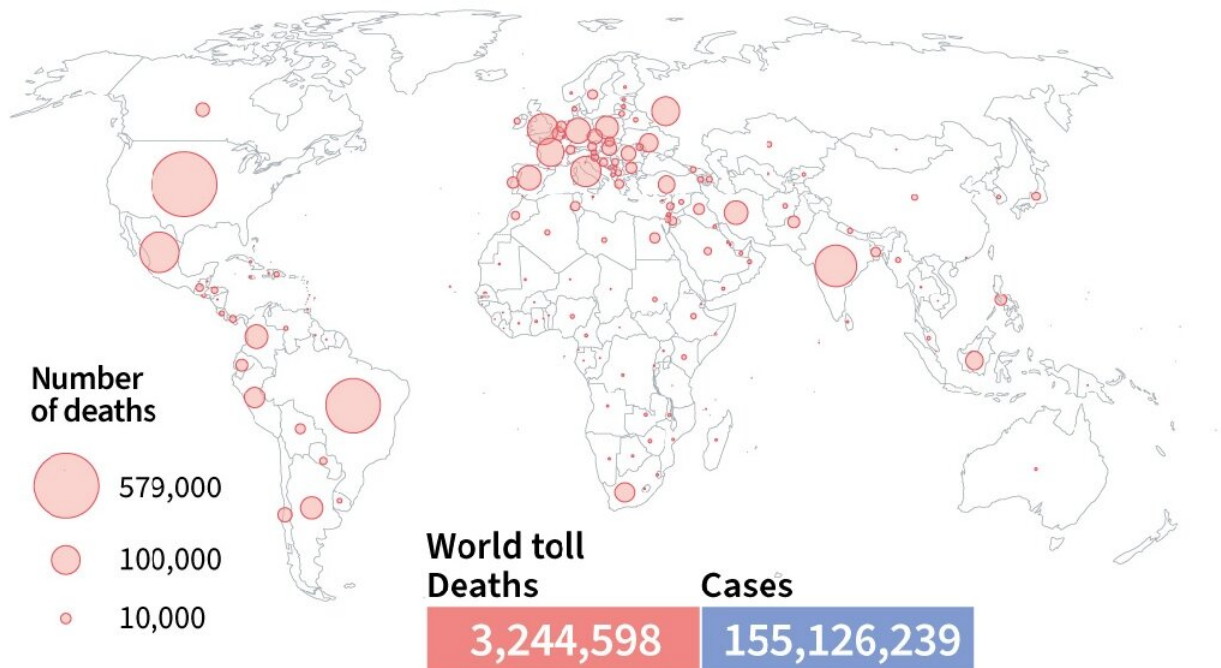 Number
of deaths
579,000
100,000
10,000
World toll
Deaths
Cases
3,244,598
155,126,239